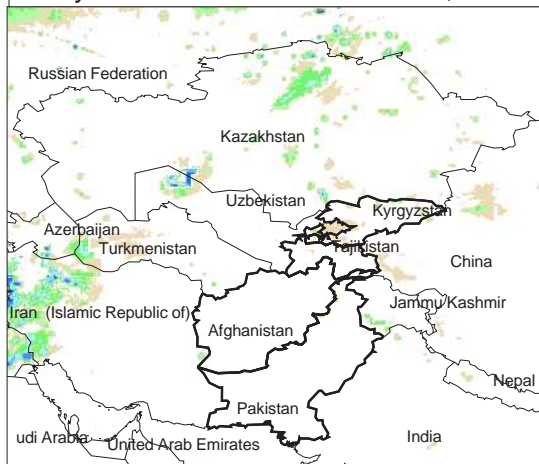 Russian Federation
Kazakhstan
Uzbekistan
Kyrgyzstan
Azerbaijan
Turkmenistan
Tajikistan
China
Iran (Islamic Republic of)
Jammu Kashmir
Afghanistan
Nepal
Pakistan
udi Arabia
United Arab Emirates
India